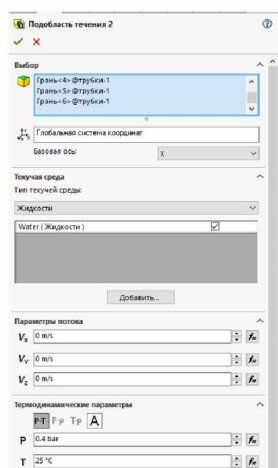 Подобласть течения 2
Выбор
Грань<4>@трубки-1
Грань<5>@трубки-1
Грань<6>@трубки-1
Глобальная система координат
Базовая ось: X
Текучая среда
Тип текучей среды:
Жидкости
Water ( Жидкости )
Добавить...
Параметры потока
Vx 0 m/s
Vy 0 m/s
Vz 0 m/s
Термодинамические параметры
P-T P-ρ T-ρ A
P 0.4 bar
T 25 °C